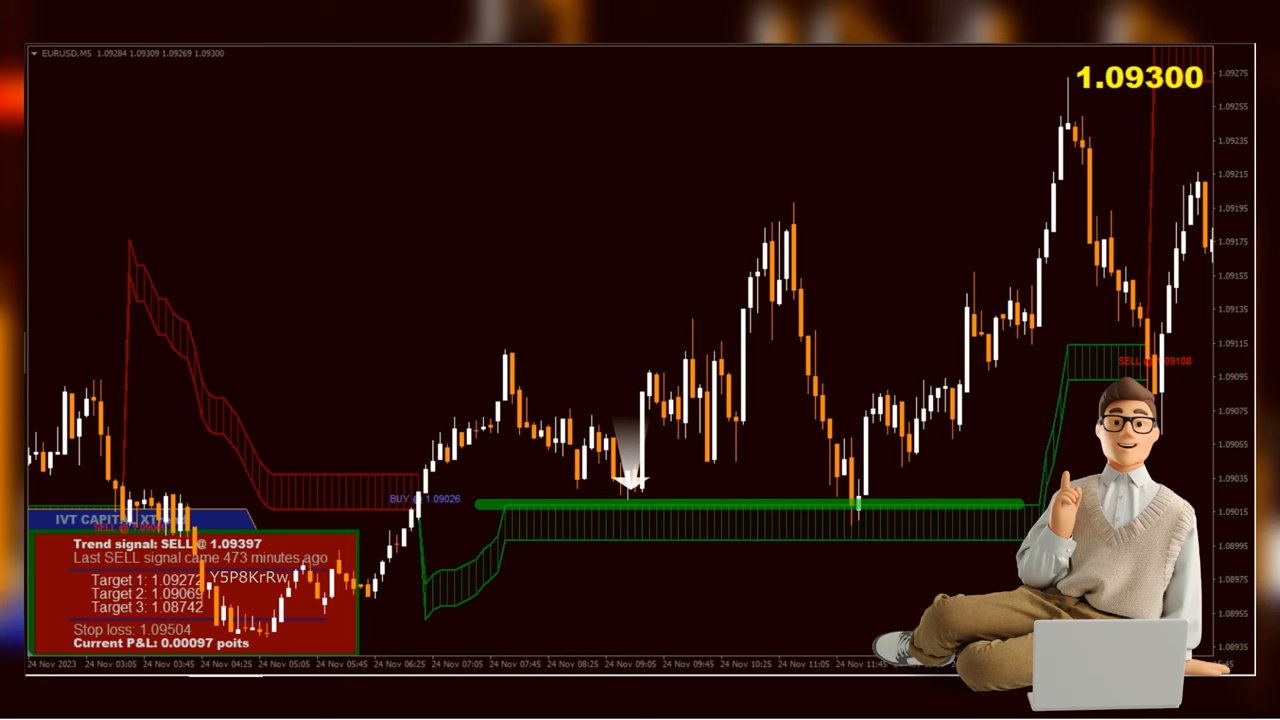 EURUSD,M5 1.09284 1.09309 1.09269 1.09300
1.09300
1.09275
1.09255
1.09235
1.09215
1.09195
1.09175
1.09155
1.09135
1.09115
1.09095
1.09075
1.09055
1.09035
1.09015
1.08995
1.08975
1.08955
1.08935
BUY @ 1.09026
IVT CAPITAL
Trend signal: SELL @ 1.09397
Last SELL signal came 473 minutes ago
Target 1: 1.09272
Target 2: 1.09069
Target 3: 1.08742
Y5P8KrRw
Stop loss: 1.09504
Current P&L: 0.00097 poits
24 Nov 2023 24 Nov 03:05 24 Nov 03:45 24 Nov 04:25 24 Nov 05:05 24 Nov 05:45 24 Nov 06:25 24 Nov 07:05 24 Nov 07:45 24 Nov 08:25 24 Nov 09:05 24 Nov 09:45 24 Nov 10:25 24 Nov 11:05 24 Nov 11:45